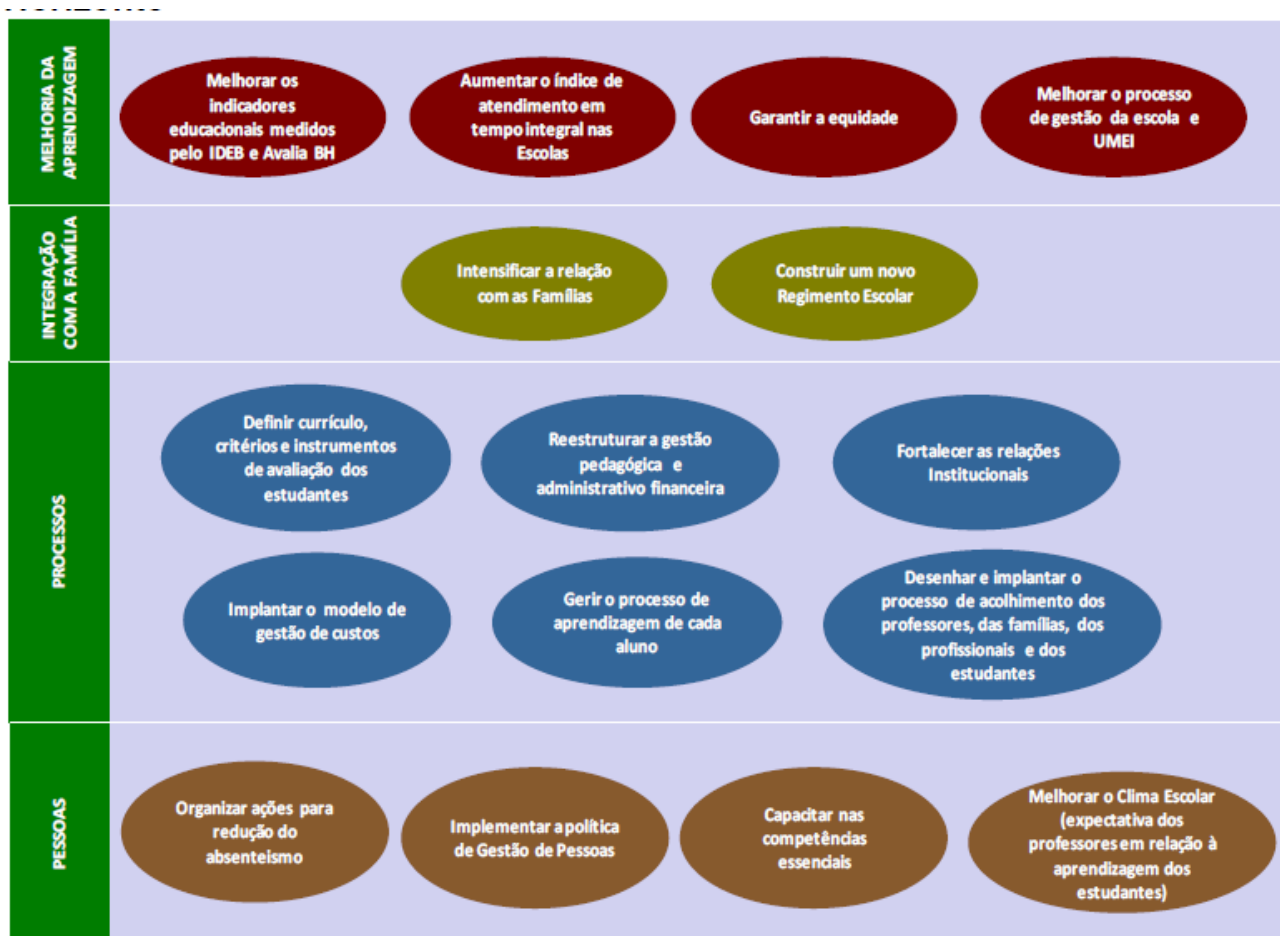 MELHORIA DA
APRENDIZAGEM
Melhorar os
indicadores
educacionais medidos
pelo IDEB e Avalia BH
Aumentar o índice de
atendimento em
tempo integral nas
Escolas
Garantir a equidade
Melhorar o processo
de gestão da escola e
UMEI
INTEGRAÇÃO
COM A FAMÍLIA
Intensificar a relação
com as Famílias
Construir um novo
Regimento Escolar
PROCESSOS
Definir currículo,
critérios e instrumentos
de avaliação dos
estudantes
Reestruturar a gestão
pedagógica e
administrativo financeira
Fortalecer as relações
Institucionais
Implantar o modelo de
gestão de custos
Gerir o processo de
aprendizagem de cada
aluno
Desenhar e implantar o
processo de acolhimento dos
professores, das famílias, dos
profissionais e dos
estudantes
PESSOAS
Organizar ações para
redução do
absenteismo
Implementar a política
de Gestão de Pessoas
Capacitar nas
competências
essenciais
Melhorar o Clima Escolar
(expectativa dos
professores em relação à
aprendizagem dos
estudantes)